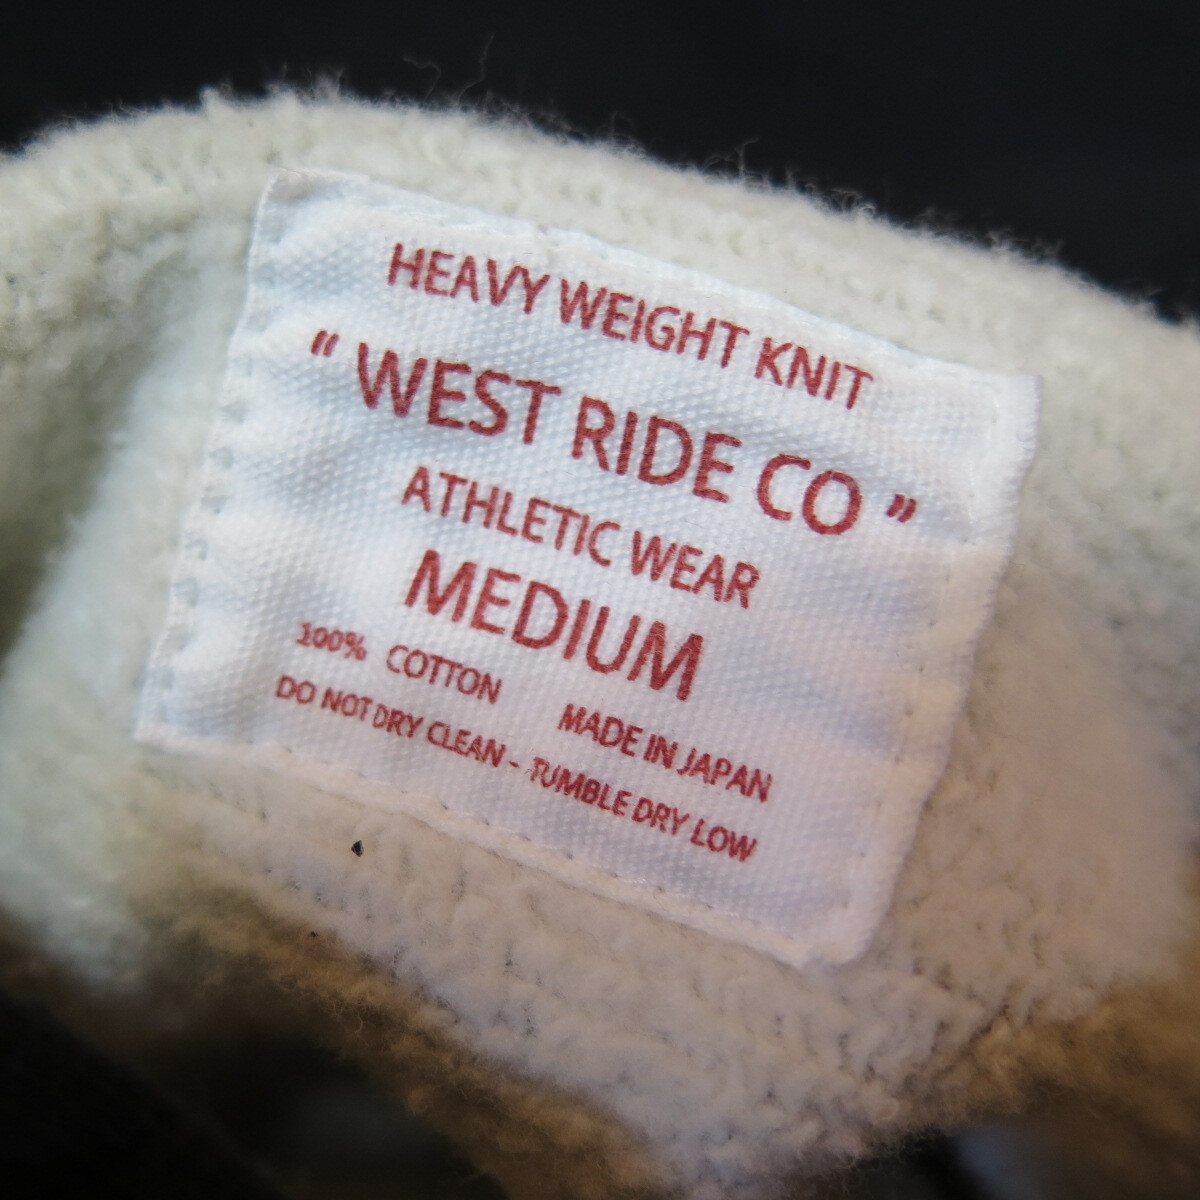 HEAVY WEIGHT KNIT
" WEST RIDE CO "
ATHLETIC WEAR
MEDIUM
100% COTTON MADE IN JAPAN
DO NOT DRY CLEAN - TUMBLE DRY LOW